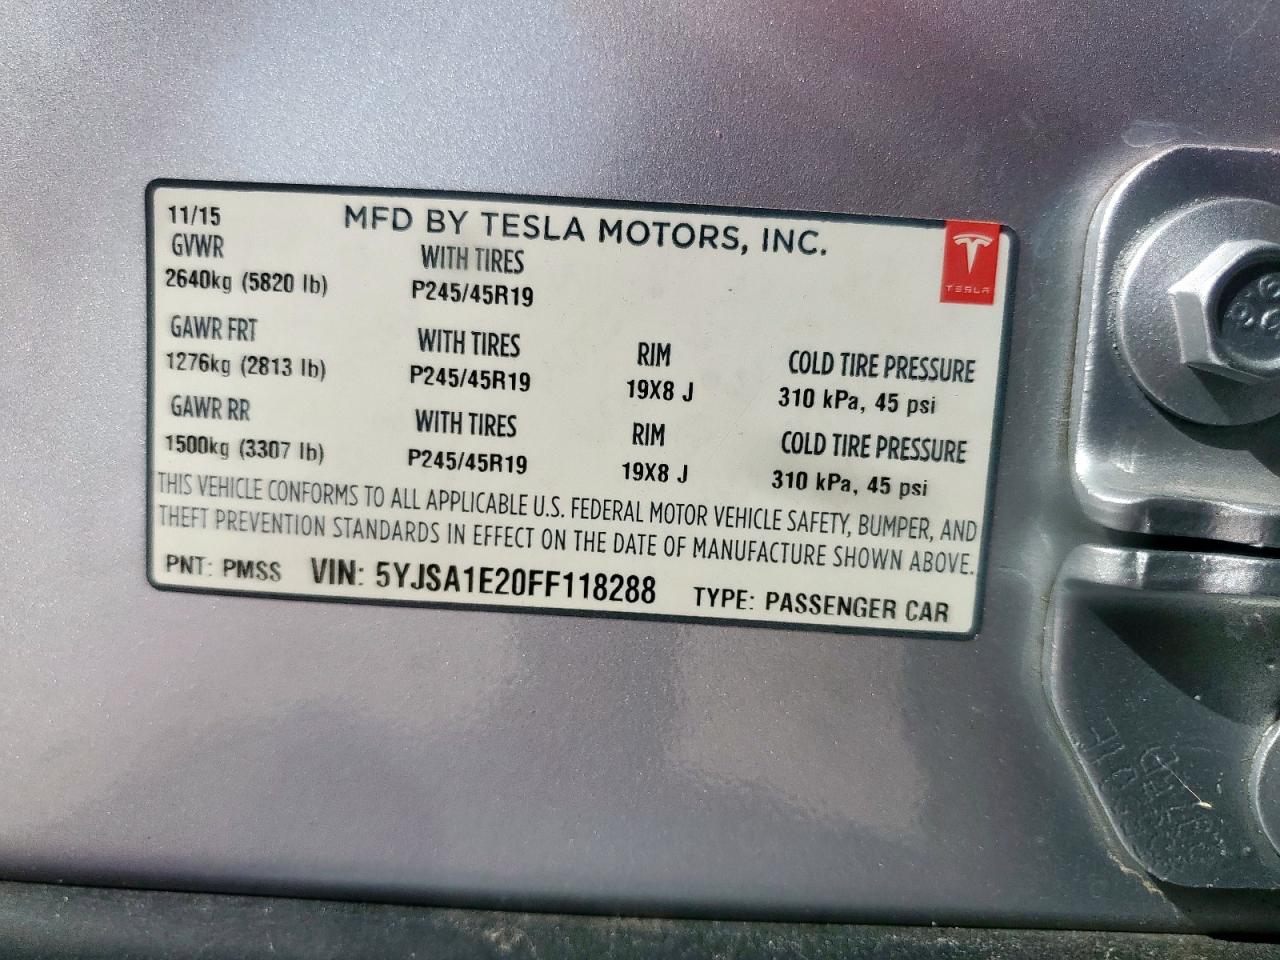 11/15 MFD BY TESLA MOTORS, INC.
GVWR WITH TIRES
2640kg (5820 lb) P245/45R19
TESLA
GAWR FRT WITH TIRES RIM COLD TIRE PRESSURE
1276kg (2813 lb) P245/45R19 19X8 J 310 kPa, 45 psi
GAWR RR WITH TIRES RIM COLD TIRE PRESSURE
1500kg (3307 lb) P245/45R19 19X8 J 310 kPa, 45 psi
THIS VEHICLE CONFORMS TO ALL APPLICABLE U.S. FEDERAL MOTOR VEHICLE SAFETY, BUMPER, AND
THEFT PREVENTION STANDARDS IN EFFECT ON THE DATE OF MANUFACTURE SHOWN ABOVE.
PNT: PMSS VIN: 5YJSA1E20FF118288 TYPE: PASSENGER CAR